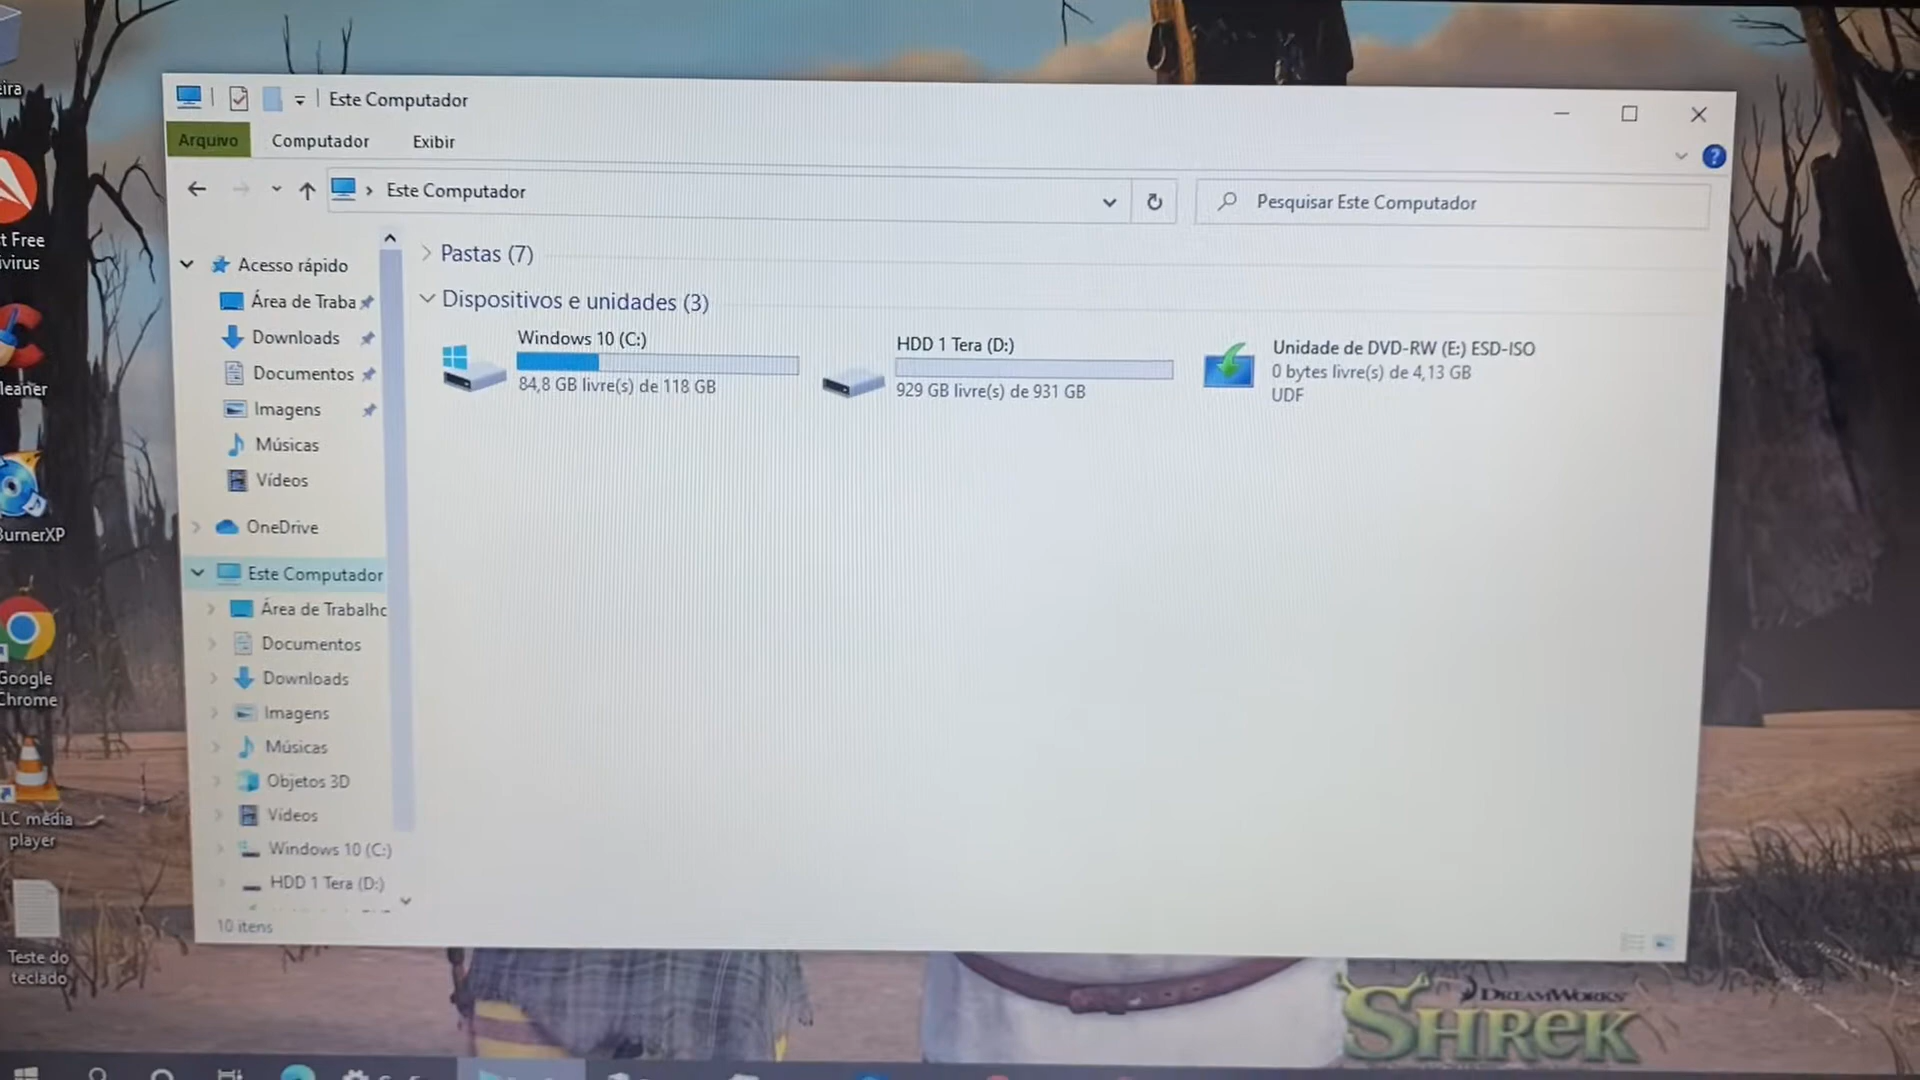 Este Computador
Arquivo
Computador
Exibir
?
Este Computador
Pesquisar Este Computador
Acesso rápido
Área de Traba
Downloads
Documentos
Imagens
Músicas
Vídeos
OneDrive
Este Computador
Área de Trabalho
Documentos
Downloads
Imagens
Músicas
Objetos 3D
Vídeos
Windows 10 (C:)
HDD 1 Tera (D:)
10 itens
Pastas (7)
Dispositivos e unidades (3)
Windows 10 (C:)
84,8 GB livre(s) de 118 GB
HDD 1 Tera (D:)
929 GB livre(s) de 931 GB
Unidade de DVD-RW (E:) ESD-ISO
0 bytes livre(s) de 4,13 GB
UDF
eira
t Free
ivirus
leaner
BurnerXP
Google
Chrome
LC media
player
Teste do
teclado
DREAMWORKS
SHREK